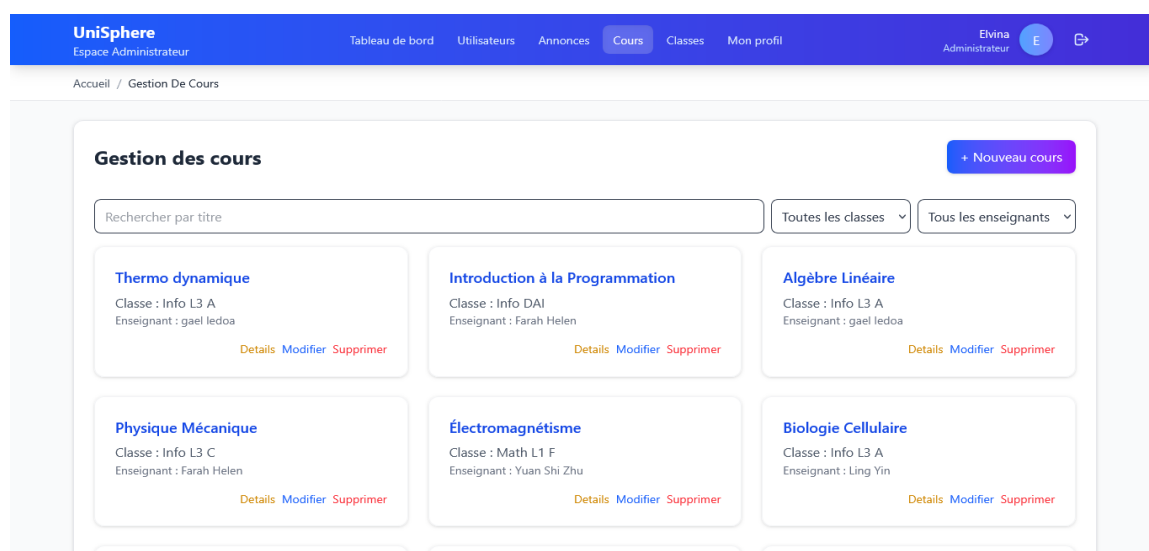 UniSphere
Espace Administrateur
Tableau de bord Utilisateurs Annonces Cours Classes Mon profil
Elvina
Administrateur
E
Accueil / Gestion De Cours
Gestion des cours
+ Nouveau cours
Rechercher par titre
Toutes les classes
Tous les enseignants
Thermo dynamique
Classe : Info L3 A
Enseignant : gael ledoa
Details Modifier Supprimer
Introduction à la Programmation
Classe : Info DAI
Enseignant : Farah Helen
Details Modifier Supprimer
Algèbre Linéaire
Classe : Info L3 A
Enseignant : gael ledoa
Details Modifier Supprimer
Physique Mécanique
Classe : Info L3 C
Enseignant : Farah Helen
Details Modifier Supprimer
Électromagnétisme
Classe : Math L1 F
Enseignant : Yuan Shi Zhu
Details Modifier Supprimer
Biologie Cellulaire
Classe : Info L3 A
Enseignant : Ling Yin
Details Modifier Supprimer